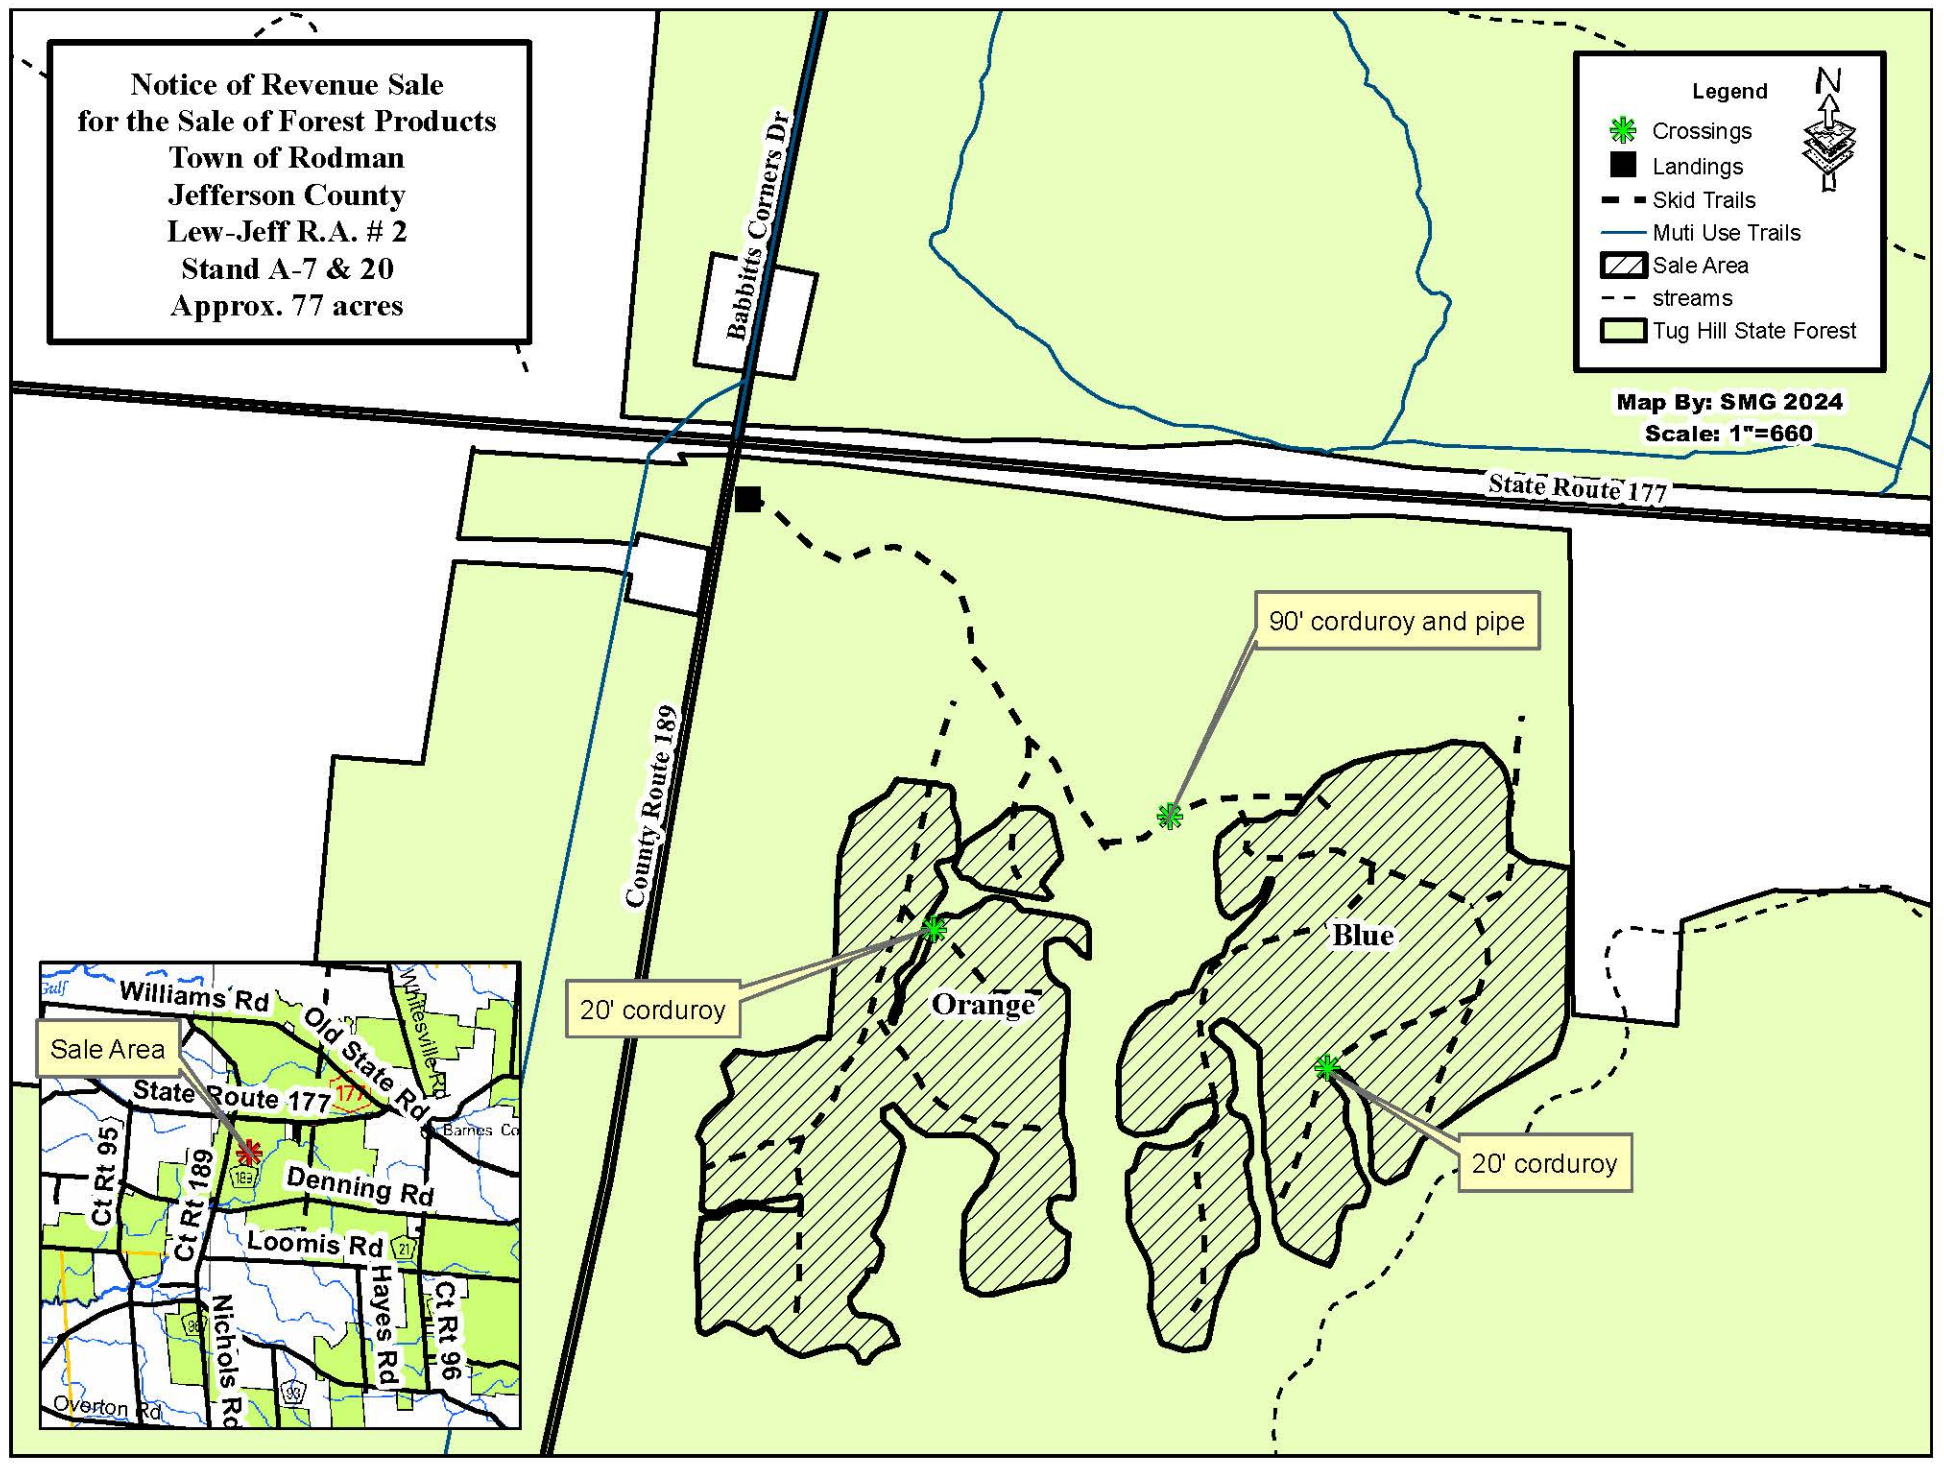 Notice of Revenue Sale
for the Sale of Forest Products
Town of Rodman
Jefferson County
Lew-Jeff R.A. # 2
Stand A-7 & 20
Approx. 77 acres
Legend
N
Crossings
Landings
Skid Trails
Muti Use Trails
Sale Area
streams
Tug Hill State Forest
Map By: SMG 2024
Scale: 1"=660
Babbitts Corners Dr
State Route 177
County Route 189
90' corduroy and pipe
20' corduroy
Orange
Blue
20' corduroy
Gulf
Williams Rd
Old State Rd
Whitesville Rd
Sale Area
State Route 177
177
Barnes Co
Ct Rt 95
Ct Rt 189
189
Denning Rd
Loomis Rd
21
Hayes Rd
Ct Rt 96
Nichols Rd
96
93
Overton Rd